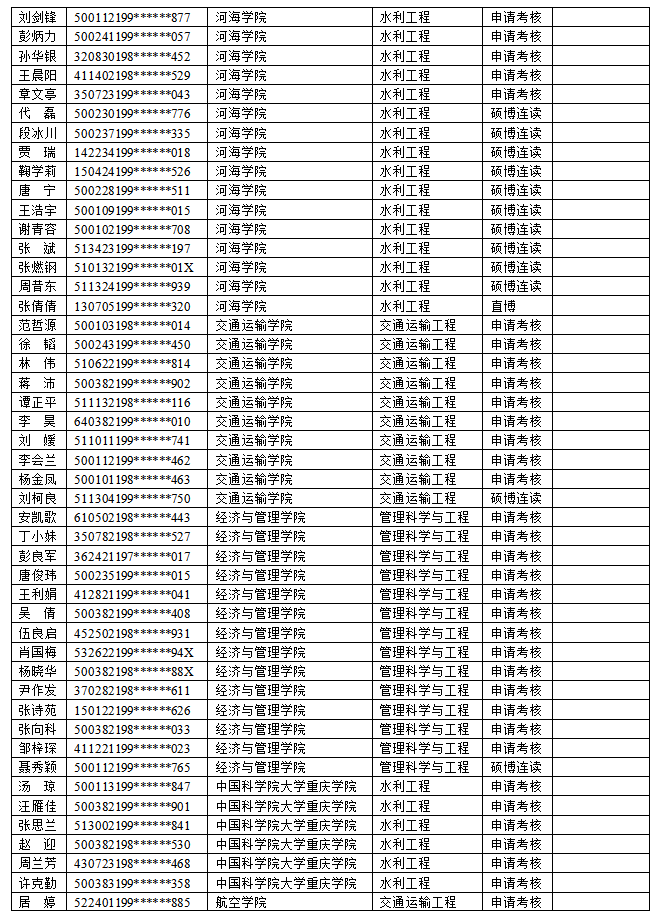 刘剑锋 500112199******877 河海学院 水利工程 申请考核
彭炳力 500241199******057 河海学院 水利工程 申请考核
孙华银 320830198******452 河海学院 水利工程 申请考核
王晨阳 411402198******529 河海学院 水利工程 申请考核
章文亭 350723199******043 河海学院 水利工程 申请考核
代 磊 500230199******776 河海学院 水利工程 硕博连读
段冰川 500237199******335 河海学院 水利工程 硕博连读
贾 瑞 142234199******018 河海学院 水利工程 硕博连读
鞠学莉 150424199******526 河海学院 水利工程 硕博连读
唐 宁 500228199******511 河海学院 水利工程 硕博连读
王浩宇 500109199******015 河海学院 水利工程 硕博连读
谢青容 500102199******708 河海学院 水利工程 硕博连读
张 斌 513423199******197 河海学院 水利工程 硕博连读
张燃钢 510132199******01X 河海学院 水利工程 硕博连读
周昔东 511324199******939 河海学院 水利工程 硕博连读
张倩倩 130705199******320 河海学院 水利工程 直博
范哲源 500103198******014 交通运输学院 交通运输工程 申请考核
徐 韬 500243199******450 交通运输学院 交通运输工程 申请考核
林 伟 510622199******814 交通运输学院 交通运输工程 申请考核
蒋 沛 500382199******902 交通运输学院 交通运输工程 申请考核
谭正平 511132198******116 交通运输学院 交通运输工程 申请考核
李 昊 640382199******010 交通运输学院 交通运输工程 申请考核
刘 媛 511011199******741 交通运输学院 交通运输工程 申请考核
李会兰 500112199******462 交通运输学院 交通运输工程 申请考核
杨金凤 500101198******463 交通运输学院 交通运输工程 申请考核
刘柯良 511304199******750 交通运输学院 交通运输工程 硕博连读
安凯歌 610502198******443 经济与管理学院 管理科学与工程 申请考核
丁小妹 350782198******527 经济与管理学院 管理科学与工程 申请考核
彭良军 362421197******017 经济与管理学院 管理科学与工程 申请考核
唐俊玮 500235199******015 经济与管理学院 管理科学与工程 申请考核
王利娟 412821199******041 经济与管理学院 管理科学与工程 申请考核
吴 倩 500382199******408 经济与管理学院 管理科学与工程 申请考核
伍良启 452502198******931 经济与管理学院 管理科学与工程 申请考核
肖国梅 532622199******94X 经济与管理学院 管理科学与工程 申请考核
杨晓华 500382198******88X 经济与管理学院 管理科学与工程 申请考核
尹作发 370282198******611 经济与管理学院 管理科学与工程 申请考核
张诗苑 150122199******626 经济与管理学院 管理科学与工程 申请考核
张向科 500382198******033 经济与管理学院 管理科学与工程 申请考核
邹梓琛 411221199******023 经济与管理学院 管理科学与工程 申请考核
聂秀颖 500112199******765 经济与管理学院 管理科学与工程 硕博连读
汤 琼 500113199******847 中国科学院大学重庆学院 水利工程 申请考核
汪雁佳 500382199******901 中国科学院大学重庆学院 水利工程 申请考核
张思兰 513002199******841 中国科学院大学重庆学院 水利工程 申请考核
赵 迎 500382198******530 中国科学院大学重庆学院 水利工程 申请考核
周兰芳 430723198******468 中国科学院大学重庆学院 水利工程 申请考核
许克勤 500383199******358 中国科学院大学重庆学院 水利工程 申请考核
居 婷 522401199******885 航空学院 交通运输工程 申请考核